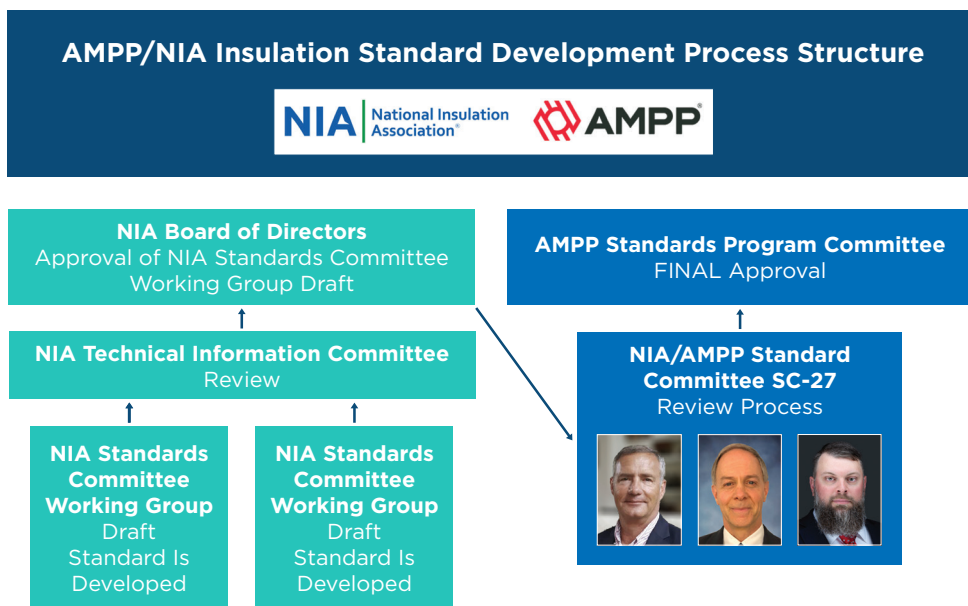 AMPP/NIA Insulation Standard Development Process Structure
NIA National Insulation
Association®
AMPP®
NIA Board of Directors
Approval of NIA Standards Committee
Working Group Draft
AMPP Standards Program Committee
FINAL Approval
NIA Technical Information Committee
Review
NIA/AMPP Standard
Committee SC-27
Review Process
NIA Standards
Committee
Working Group
Draft
Standard Is
Developed
NIA Standards
Committee
Working Group
Draft
Standard Is
Developed